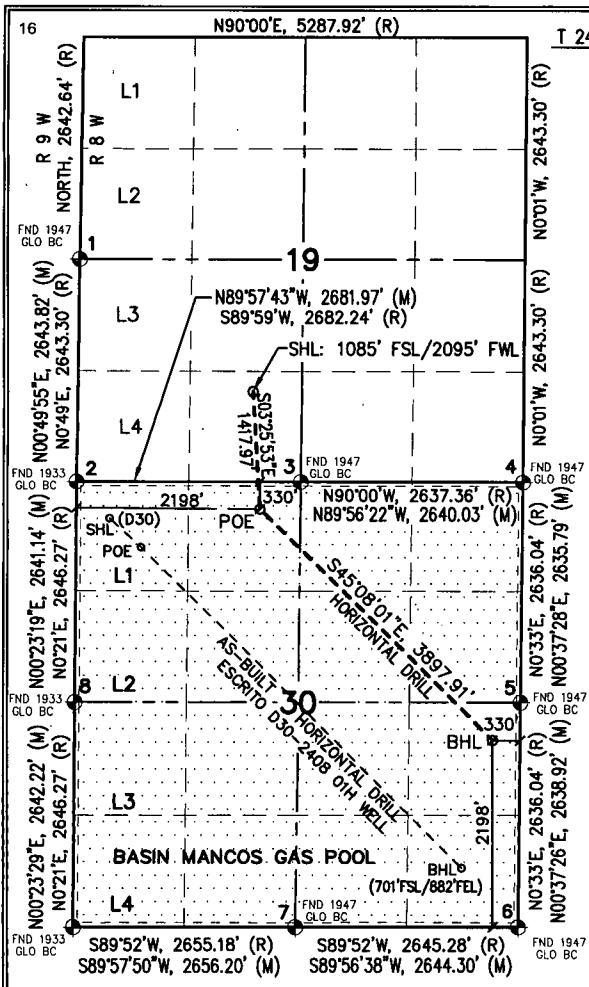 16
N90°00'E, 5287.92' (R)
T 24
R 9 W
R 8 W
NORTH, 2642.64' (R)
L1
N0°01'W, 2643.30' (R)
L2
FND 1947
GLO BC
1
19
N00°49'55"E, 2643.82' (M)
N0°49'E, 2643.30' (R)
L3
N89°57'43"W, 2681.97' (M)
S89°59'W, 2682.24' (R)
N0°01'W, 2643.30' (R)
SHL: 1085' FSL/2095' FWL
S03°25'53"E
1417.97'
L4
FND 1933
GLO BC
2
3
FND 1947
GLO BC
4
FND 1947
GLO BC
2198'
330'
N90°00'W, 2637.36' (R)
N89°56'22"W, 2640.03' (M)
POE
SHL (D30)
POE
L1
N00°23'19"E, 2641.14' (M)
N0°21'E, 2646.27' (R)
S45°08'01"E, 3897.91'
HORIZONTAL DRILL
N0°33'E, 2636.04' (R)
N00°37'28"E, 2635.79' (M)
L2
FND 1933
GLO BC
8
30
5
FND 1947
GLO BC
AS-BUILT HORIZONTAL DRILL
ESCRITO D30-2408 01H WELL
330'
BHL
N00°23'29"E, 2642.22' (M)
N0°21'E, 2646.27' (R)
L3
2198'
N0°33'E, 2636.04' (R)
N00°37'26"E, 2638.92' (M)
BASIN MANCOS GAS POOL
BHL
(701'FSL/882'FEL)
L4
FND 1933
GLO BC
7
FND 1947
GLO BC
6
FND 1947
GLO BC
S89°52'W, 2655.18' (R)
S89°57'50"W, 2656.20' (M)
S89°52'W, 2645.28' (R)
S89°56'38"W, 2644.30' (M)